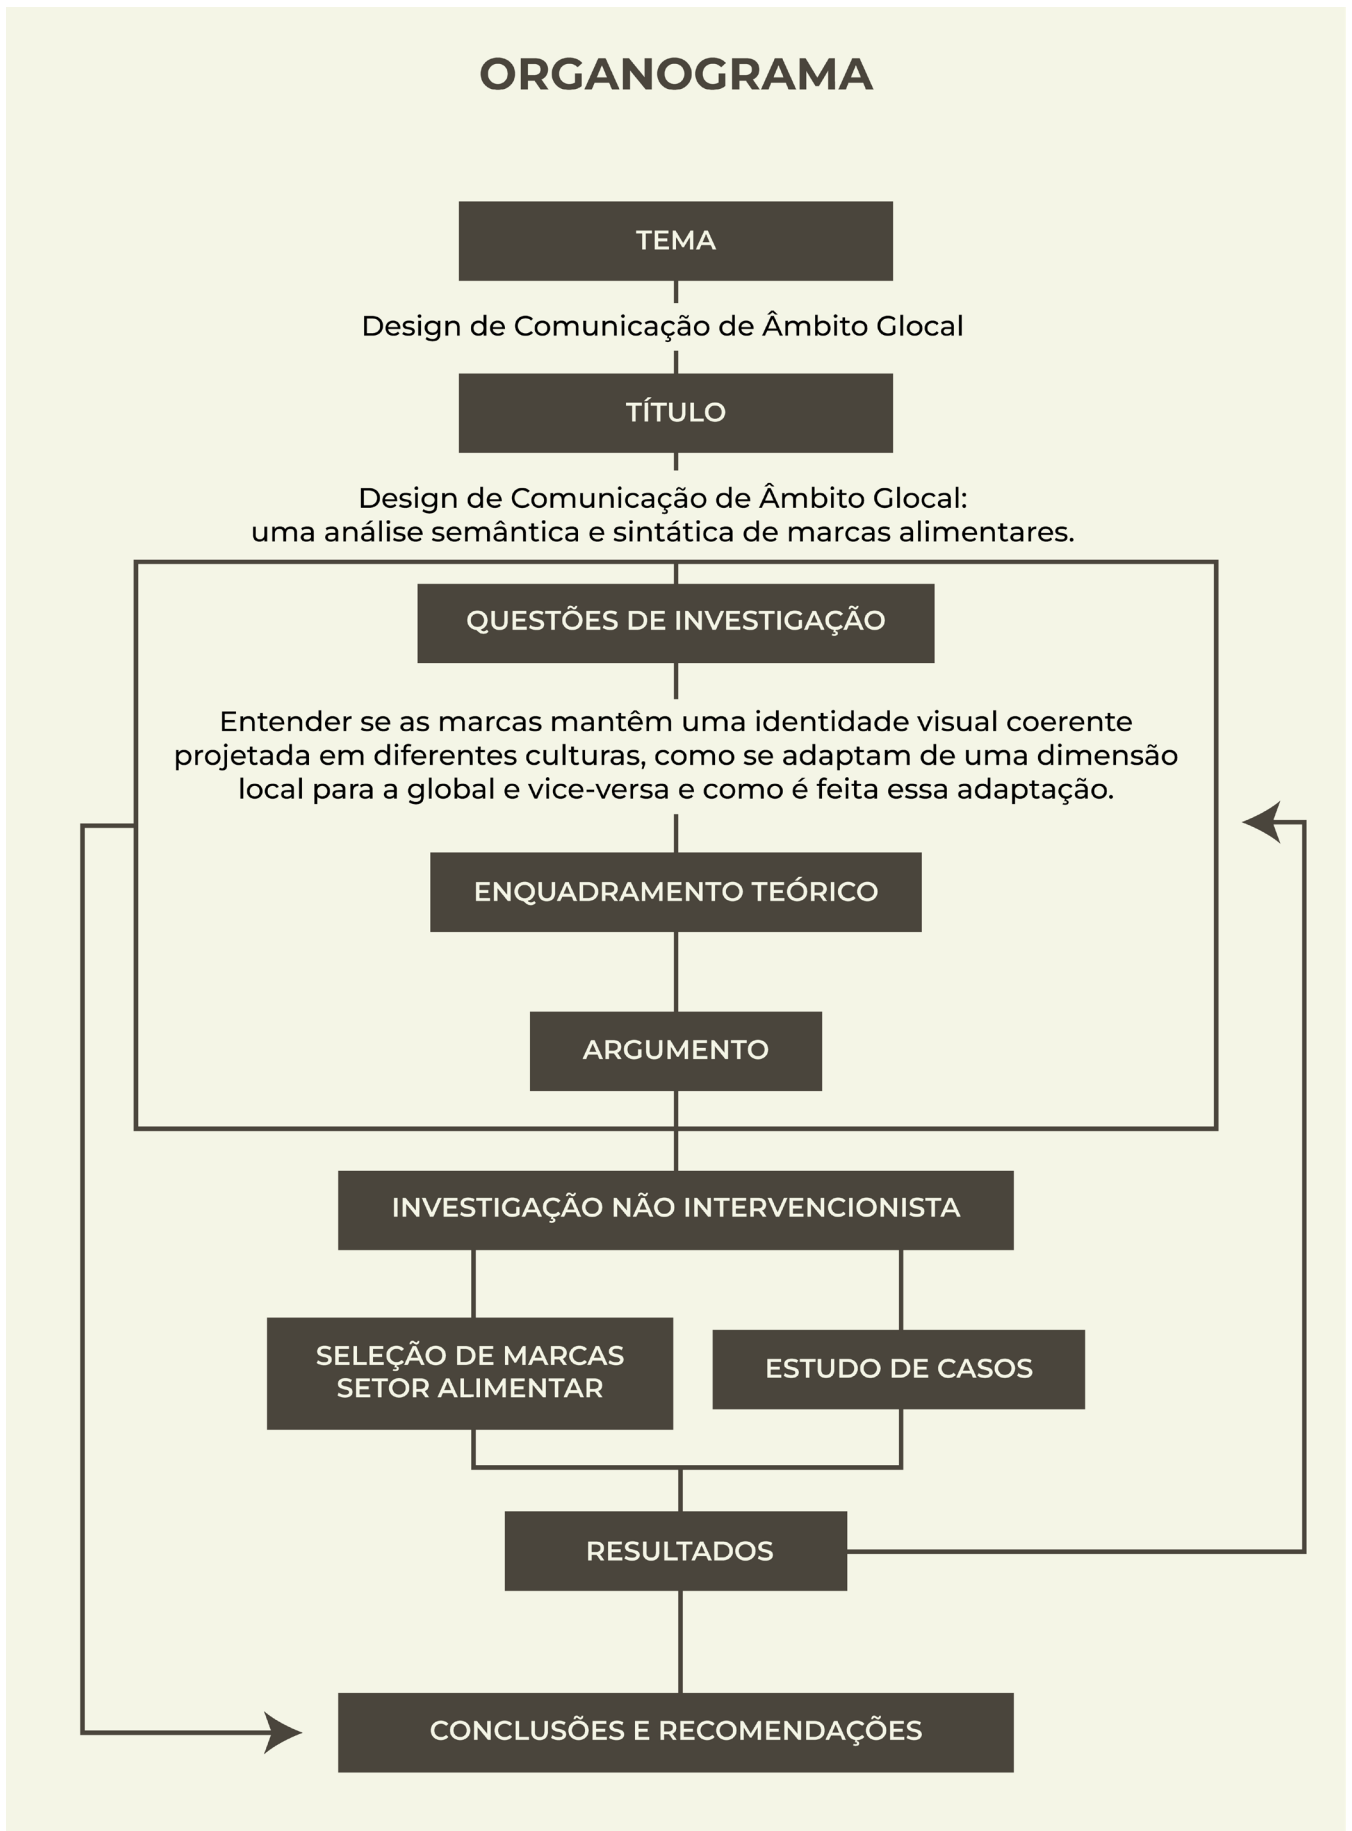 ORGANOGRAMA
TEMA
Design de Comunicação de Âmbito Glocal
TÍTULO
Design de Comunicação de Âmbito Glocal:
uma análise semântica e sintática de marcas alimentares.
QUESTÕES DE INVESTIGAÇÃO
Entender se as marcas mantêm uma identidade visual coerente
projetada em diferentes culturas, como se adaptam de uma dimensão
local para a global e vice-versa e como é feita essa adaptação.
ENQUADRAMENTO TEÓRICO
ARGUMENTO
INVESTIGAÇÃO NÃO INTERVENCIONISTA
SELEÇÃO DE MARCAS
SETOR ALIMENTAR
ESTUDO DE CASOS
RESULTADOS
CONCLUSÕES E RECOMENDAÇÕES